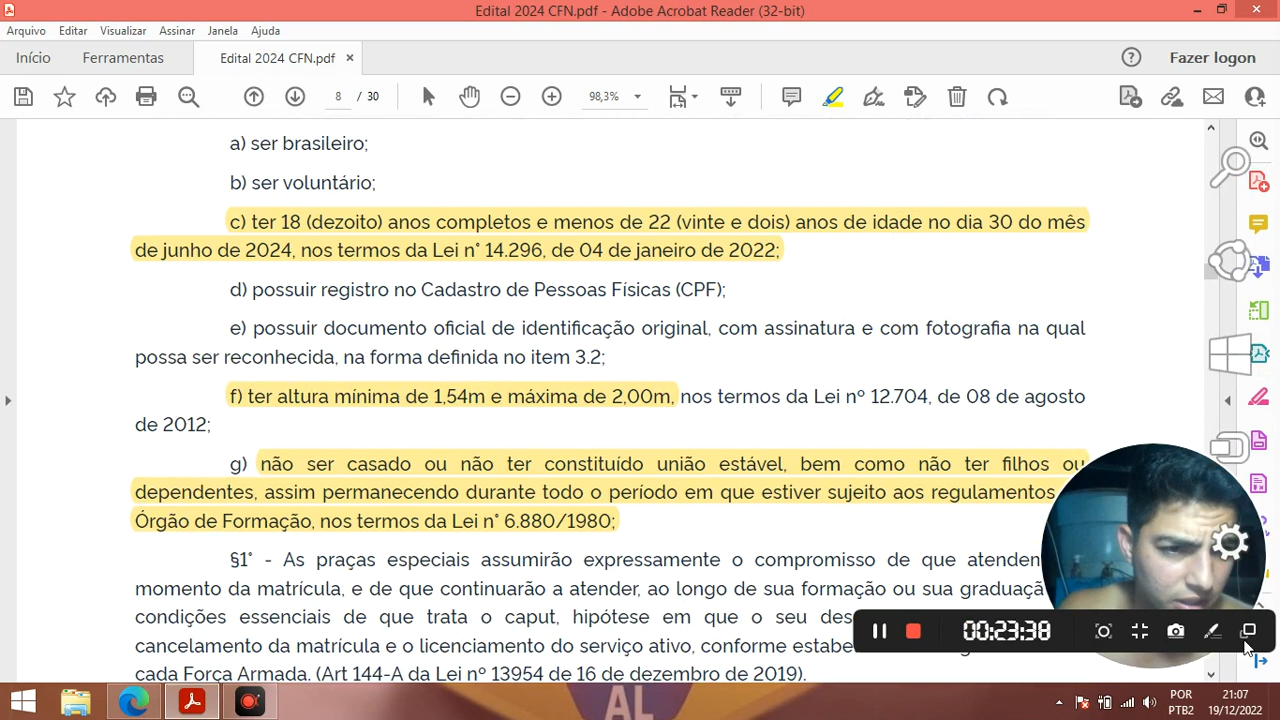 Edital 2024 CFN.pdf - Adobe Acrobat Reader (32-bit)
Arquivo Editar Visualizar Assinar Janela Ajuda
Início Ferramentas Edital 2024 CFN.pdf × Fazer logon
8 / 30 98,3%
a) ser brasileiro;
b) ser voluntário;
c) ter 18 (dezoito) anos completos e menos de 22 (vinte e dois) anos de idade no dia 30 do mês
de junho de 2024, nos termos da Lei n° 14.296, de 04 de janeiro de 2022;
d) possuir registro no Cadastro de Pessoas Físicas (CPF);
e) possuir documento oficial de identificação original, com assinatura e com fotografia na qual
possa ser reconhecida, na forma definida no item 3.2;
f) ter altura mínima de 1,54m e máxima de 2,00m, nos termos da Lei nº 12.704, de 08 de agosto
de 2012;
g) não ser casado ou não ter constituído união estável, bem como não ter filhos ou
dependentes, assim permanecendo durante todo o período em que estiver sujeito aos regulamentos
Órgão de Formação, nos termos da Lei n° 6.880/1980;
§1° - As praças especiais assumirão expressamente o compromisso de que atendem
momento da matrícula, e de que continuarão a atender, ao longo de sua formação ou sua graduação
condições essenciais de que trata o caput, hipótese em que o seu des
cancelamento da matrícula e o licenciamento do serviço ativo, conforme estabe
cada Força Armada. (Art 144-A da Lei nº 13954 de 16 de dezembro de 2019).
00:23:38
AL
POR
PTB2
21:07
19/12/2022